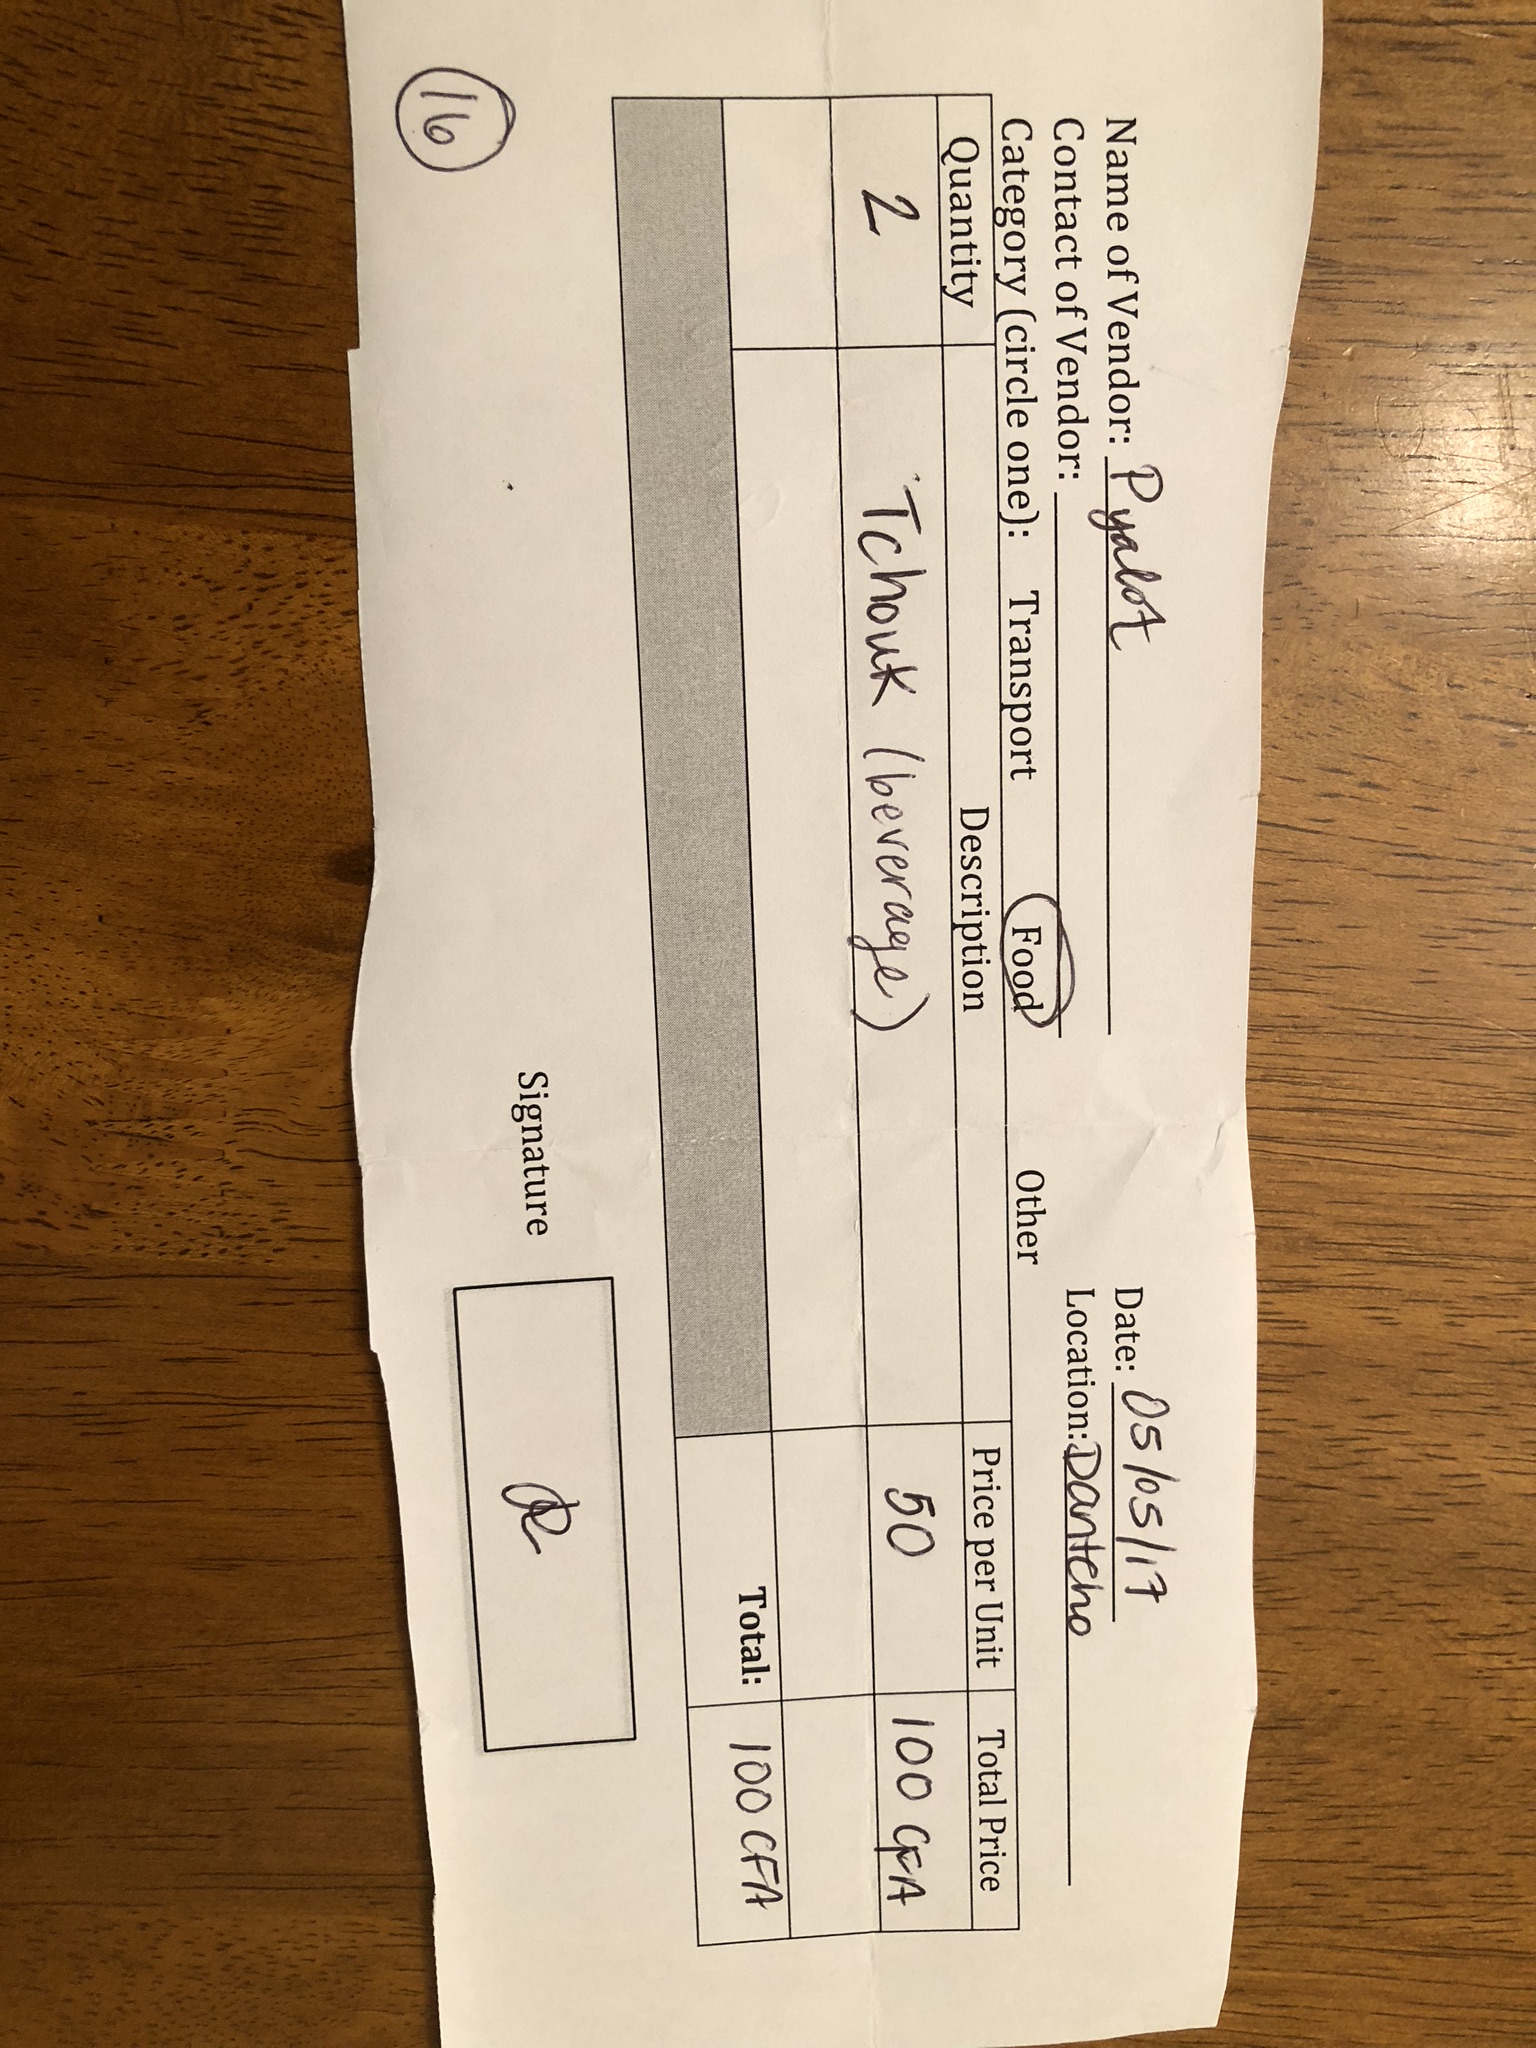 Name of Vendor: Pyalot Date: 05/05/17
Contact of Vendor: Location: Dantcho
Category (circle one): Transport Food Other
Quantity Description Price per Unit Total Price
2 Tchouk (beverage) 50 100 CFA
Total: 100 CFA
Signature
16